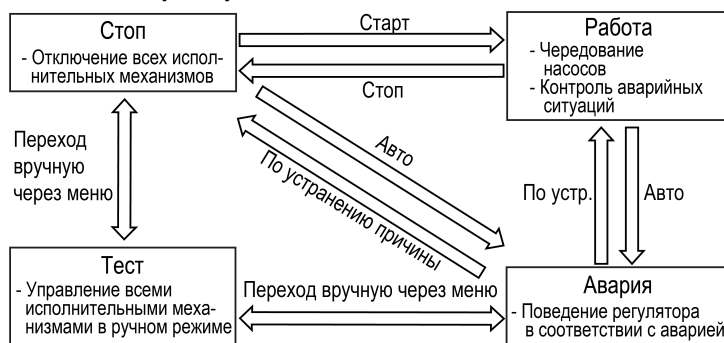 Стоп
- Отключение всех испол-
нительных механизмов
Старт
Стоп
Работа
- Чередование
насосов
- Контроль аварийных
ситуаций
Переход
вручную
через меню
Авто
По устранению причины
По устр.
Авто
Тест
- Управление всеми
исполнительными меха-
низмами в ручном режиме
Переход вручную через меню
Авария
- Поведение регулятора
в соответствии с аварией